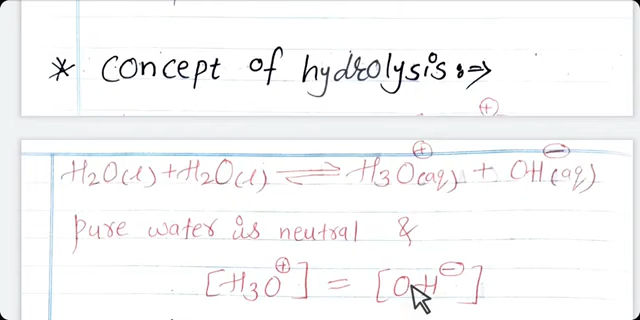 * Concept of hydrolysis :⇒
H2O(l) + H2O(l) ⇌ H3O⊕(aq) + OH⊖(aq)
pure water is neutral &
[H3O⊕] = [OH⊖]